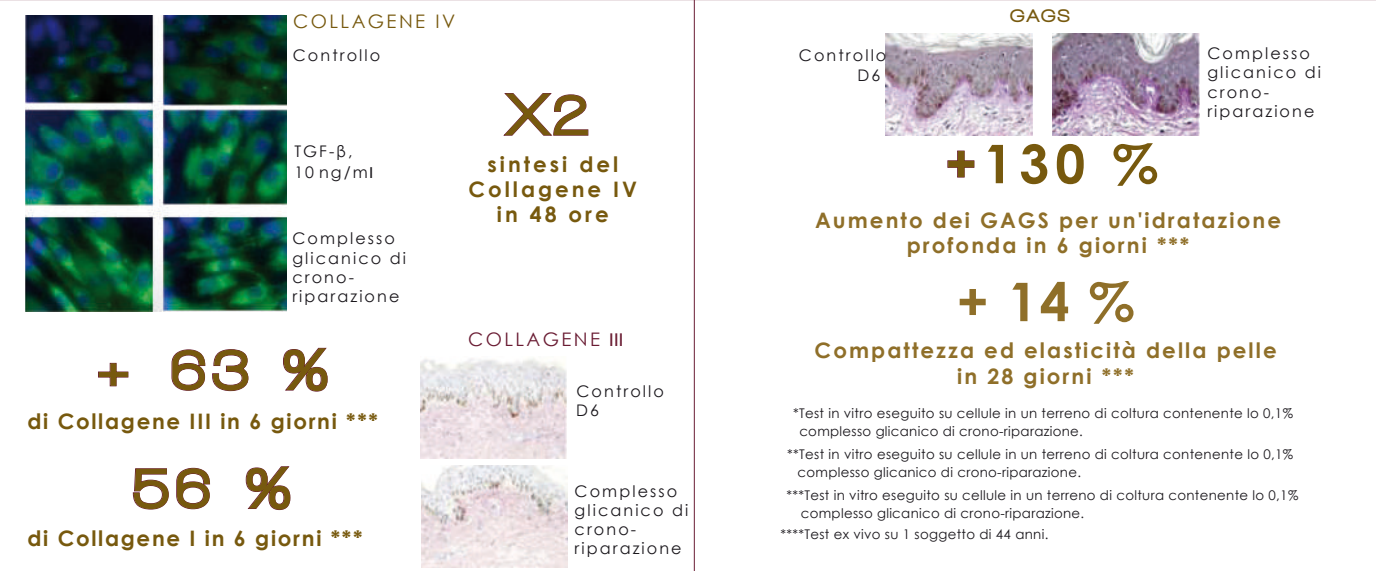 COLLAGENE IV
Controllo
TGF-β,
10 ng/ml
Complesso
glicanico di
crono-
riparazione
X2
sintesi del
Collagene IV
in 48 ore
+ 63 %
di Collagene III in 6 giorni ***
56 %
di Collagene I in 6 giorni ***
COLLAGENE III
Controllo
D6
Complesso
glicanico di
crono-
riparazione
GAGS
Controllo
D6
Complesso
glicanico di
crono-
riparazione
+130 %
Aumento dei GAGS per un'idratazione
profonda in 6 giorni ***
+ 14 %
Compattezza ed elasticità della pelle
in 28 giorni ***
*Test in vitro eseguito su cellule in un terreno di coltura contenente lo 0,1%
complesso glicanico di crono-riparazione.
**Test in vitro eseguito su cellule in un terreno di coltura contenente lo 0,1%
complesso glicanico di crono-riparazione.
***Test in vitro eseguito su cellule in un terreno di coltura contenente lo 0,1%
complesso glicanico di crono-riparazione.
****Test ex vivo su 1 soggetto di 44 anni.